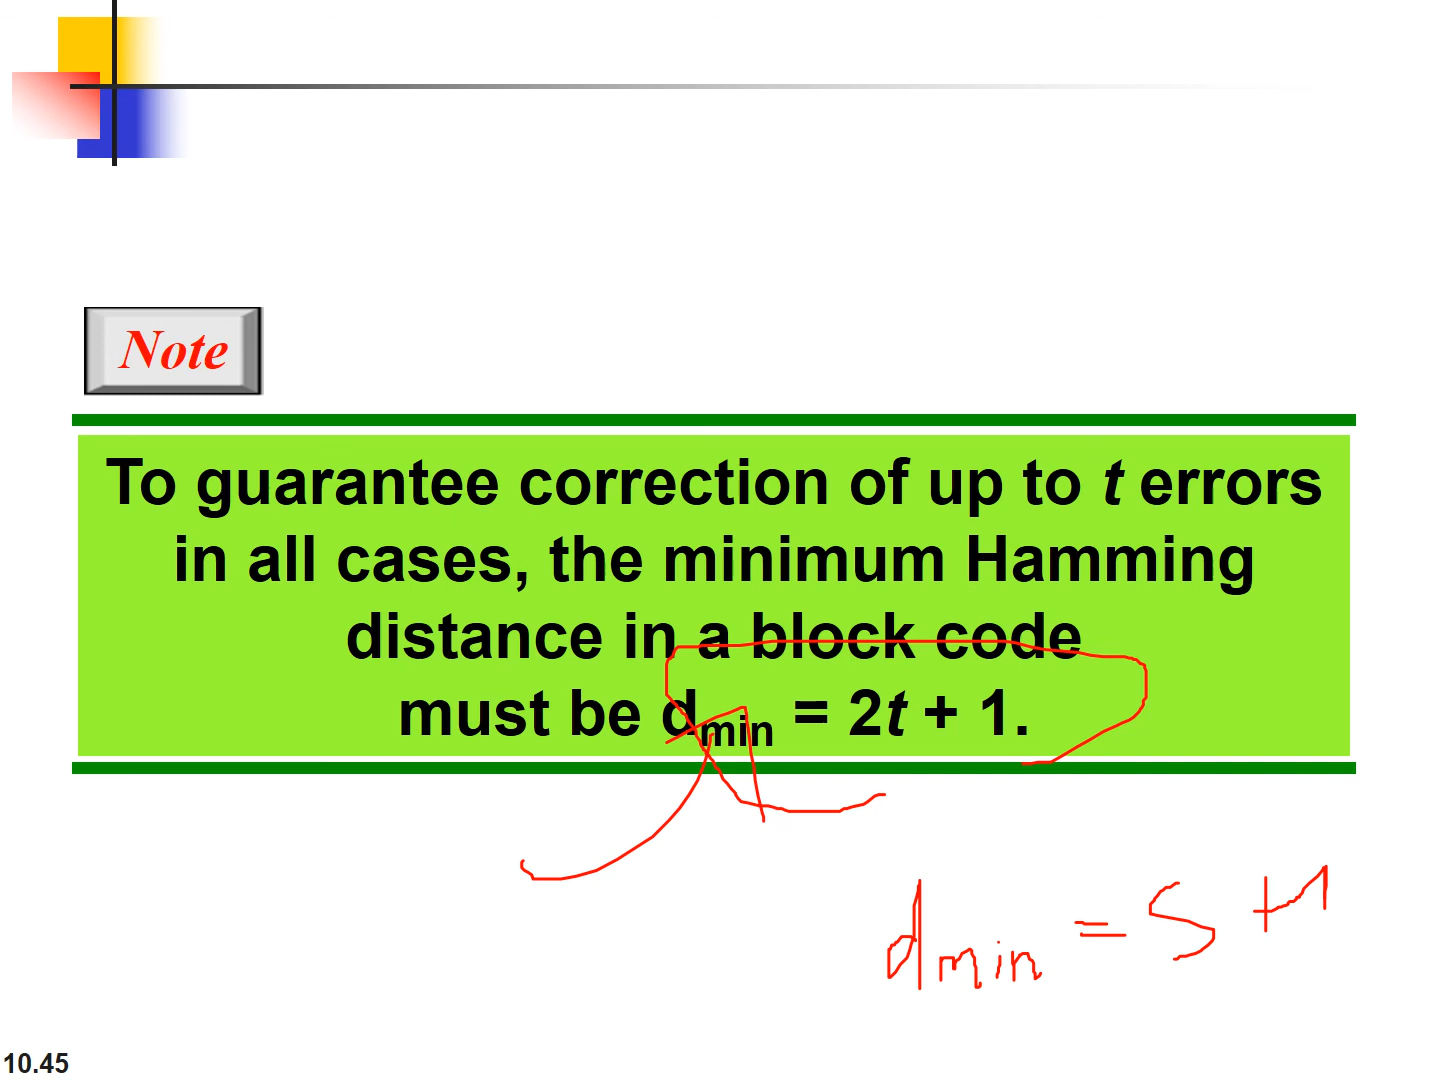 Note
To guarantee correction of up to t errors
in all cases, the minimum Hamming
distance in a block code
must be dmin = 2t + 1.
dmin = s + 1
10.45